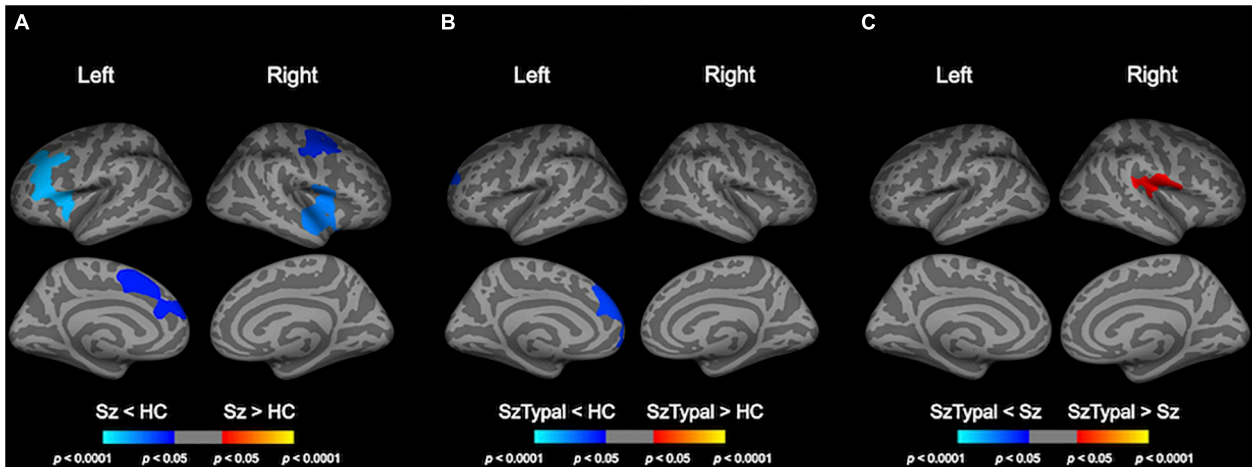 A B C
Left Right Left Right Left Right
Sz < HC Sz > HC SzTypal < HC SzTypal > HC SzTypal < Sz SzTypal > Sz
p < 0.0001 p < 0.05 p < 0.05 p < 0.0001 p < 0.0001 p < 0.05 p < 0.05 p < 0.0001 p < 0.0001 p < 0.05 p < 0.05 p < 0.0001